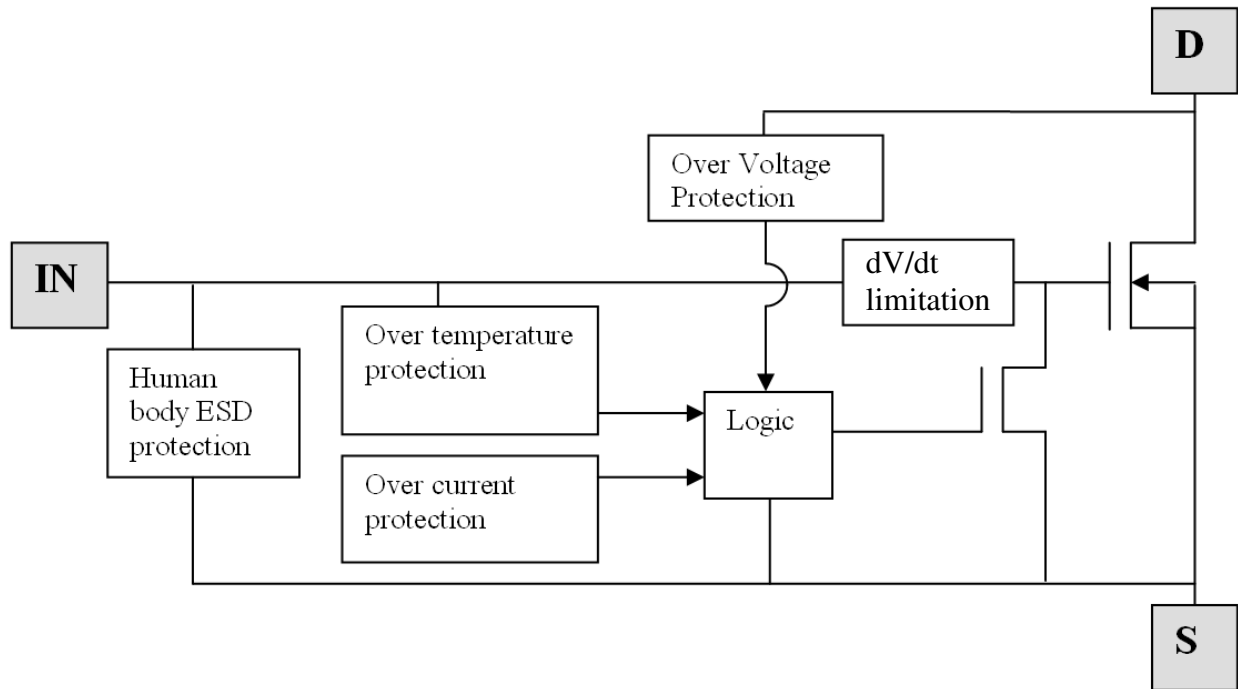 D
Over Voltage
Protection
IN
dV/dt
limitation
Over temperature
protection
Human
body ESD
protection
Logic
Over current
protection
S